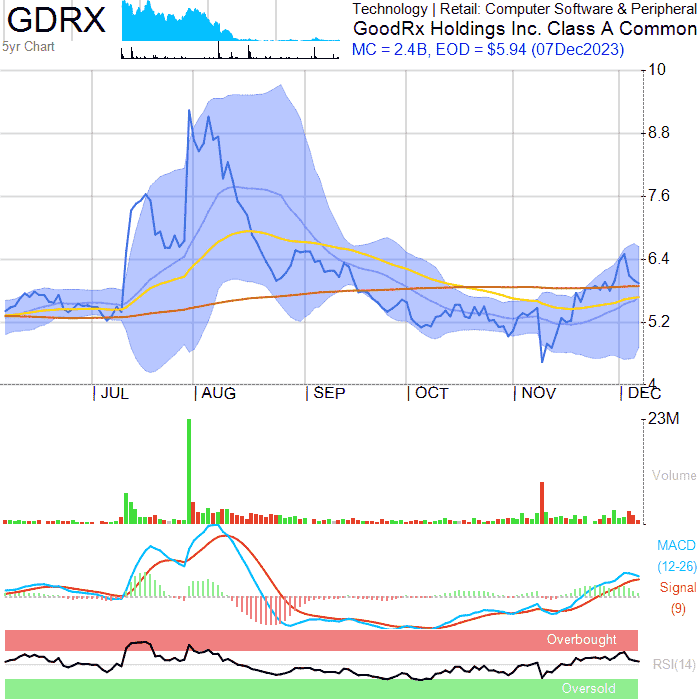 GDRX
5yr Chart
Technology | Retail: Computer Software & Peripheral
GoodRx Holdings Inc. Class A Common
MC = 2.4B, EOD = $5.94 (07Dec2023)
10
8.8
7.6
6.4
5.2
4
JUL
AUG
SEP
OCT
NOV
DEC
23M
Volume
MACD
(12-26)
Signal
(9)
Overbought
RSI(14)
Oversold